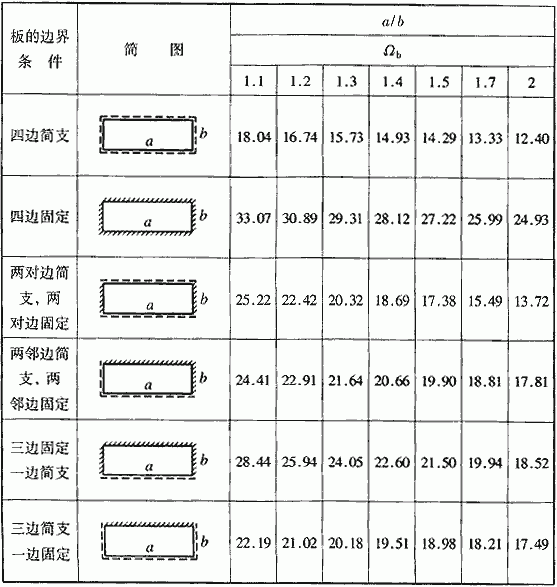 板的边界条件 简图 a/b
Ω_b
1.1 1.2 1.3 1.4 1.5 1.7 2
四边简支 a b 18.04 16.74 15.73 14.93 14.29 13.33 12.40
四边固定 a b 33.07 30.89 29.31 28.12 27.22 25.99 24.93
两对边简
支、两 a b 25.22 22.42 20.32 18.69 17.38 15.49 13.72
对边固定
两邻边简
支、两 a b 24.41 22.91 21.64 20.66 19.90 18.81 17.81
邻边固定
三边固定
一边简支 a b 28.44 25.94 24.05 22.60 21.50 19.94 18.52
三边简支
一边固定 a b 22.19 21.02 20.18 19.51 18.98 18.21 17.49